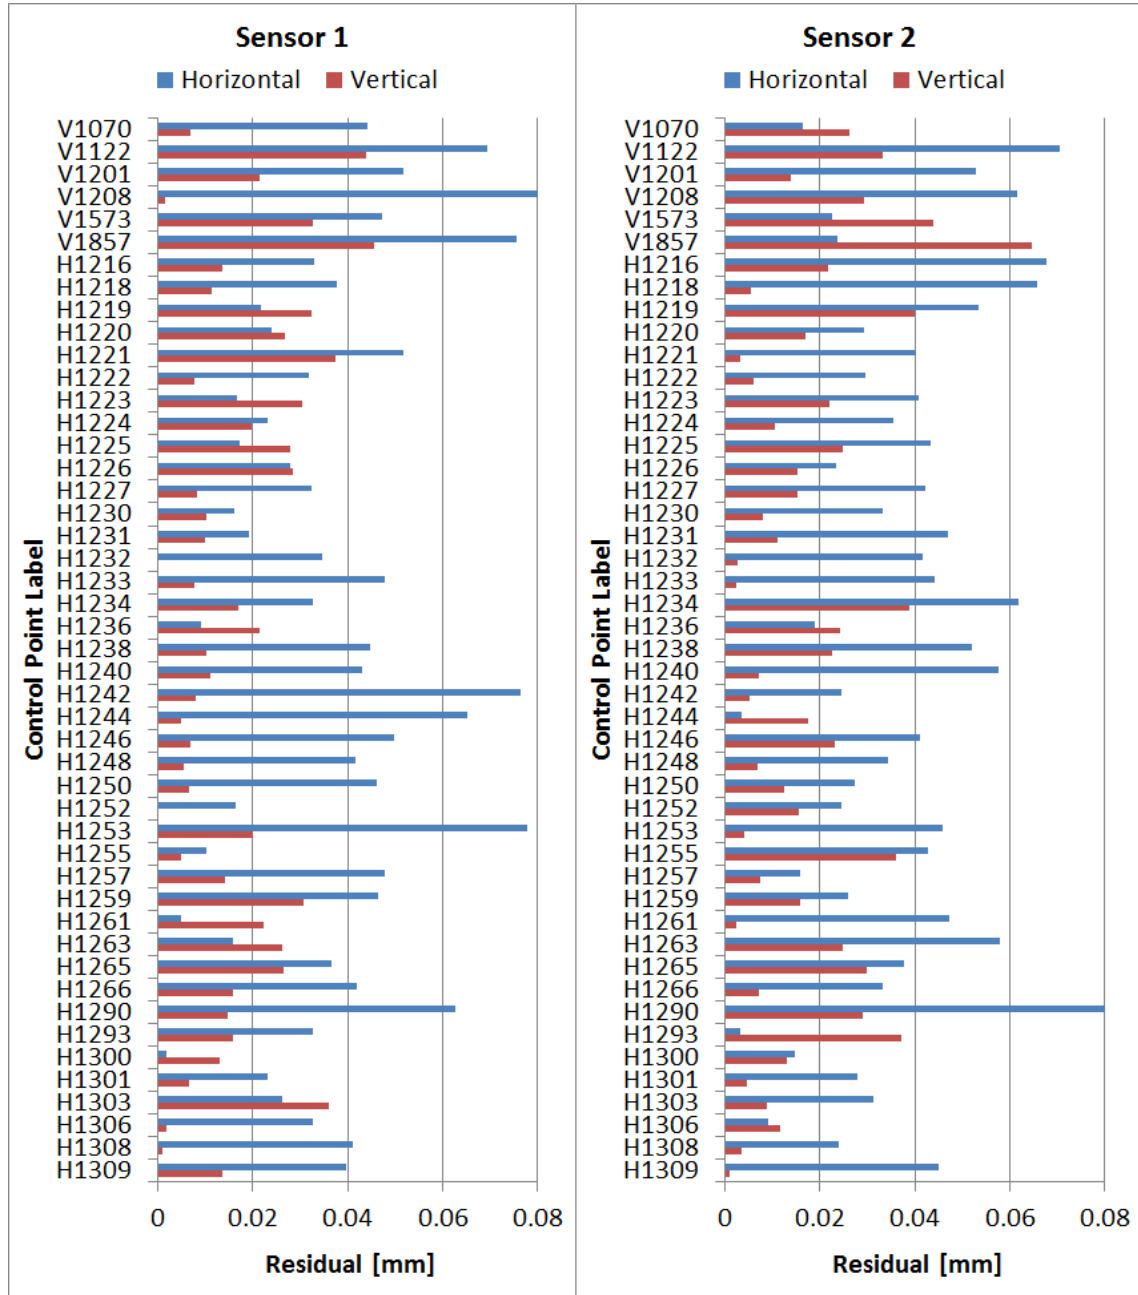 Sensor 1
Horizontal Vertical
Control Point Label
V1070
V1122
V1201
V1208
V1573
V1857
H1216
H1218
H1219
H1220
H1221
H1222
H1223
H1224
H1225
H1226
H1227
H1230
H1231
H1232
H1233
H1234
H1236
H1238
H1240
H1242
H1244
H1246
H1248
H1250
H1252
H1253
H1255
H1257
H1259
H1261
H1263
H1265
H1266
H1290
H1293
H1300
H1301
H1303
H1306
H1308
H1309
0 0.02 0.04 0.06 0.08
Residual [mm]
Sensor 2
Horizontal Vertical
Control Point Label
V1070
V1122
V1201
V1208
V1573
V1857
H1216
H1218
H1219
H1220
H1221
H1222
H1223
H1224
H1225
H1226
H1227
H1230
H1231
H1232
H1233
H1234
H1236
H1238
H1240
H1242
H1244
H1246
H1248
H1250
H1252
H1253
H1255
H1257
H1259
H1261
H1263
H1265
H1266
H1290
H1293
H1300
H1301
H1303
H1306
H1308
H1309
0 0.02 0.04 0.06 0.08
Residual [mm]